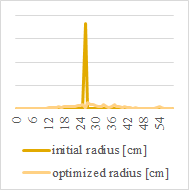 0 6 12 18 24 30 36 42 48 54
initial radius [cm]
optimized radius [cm]